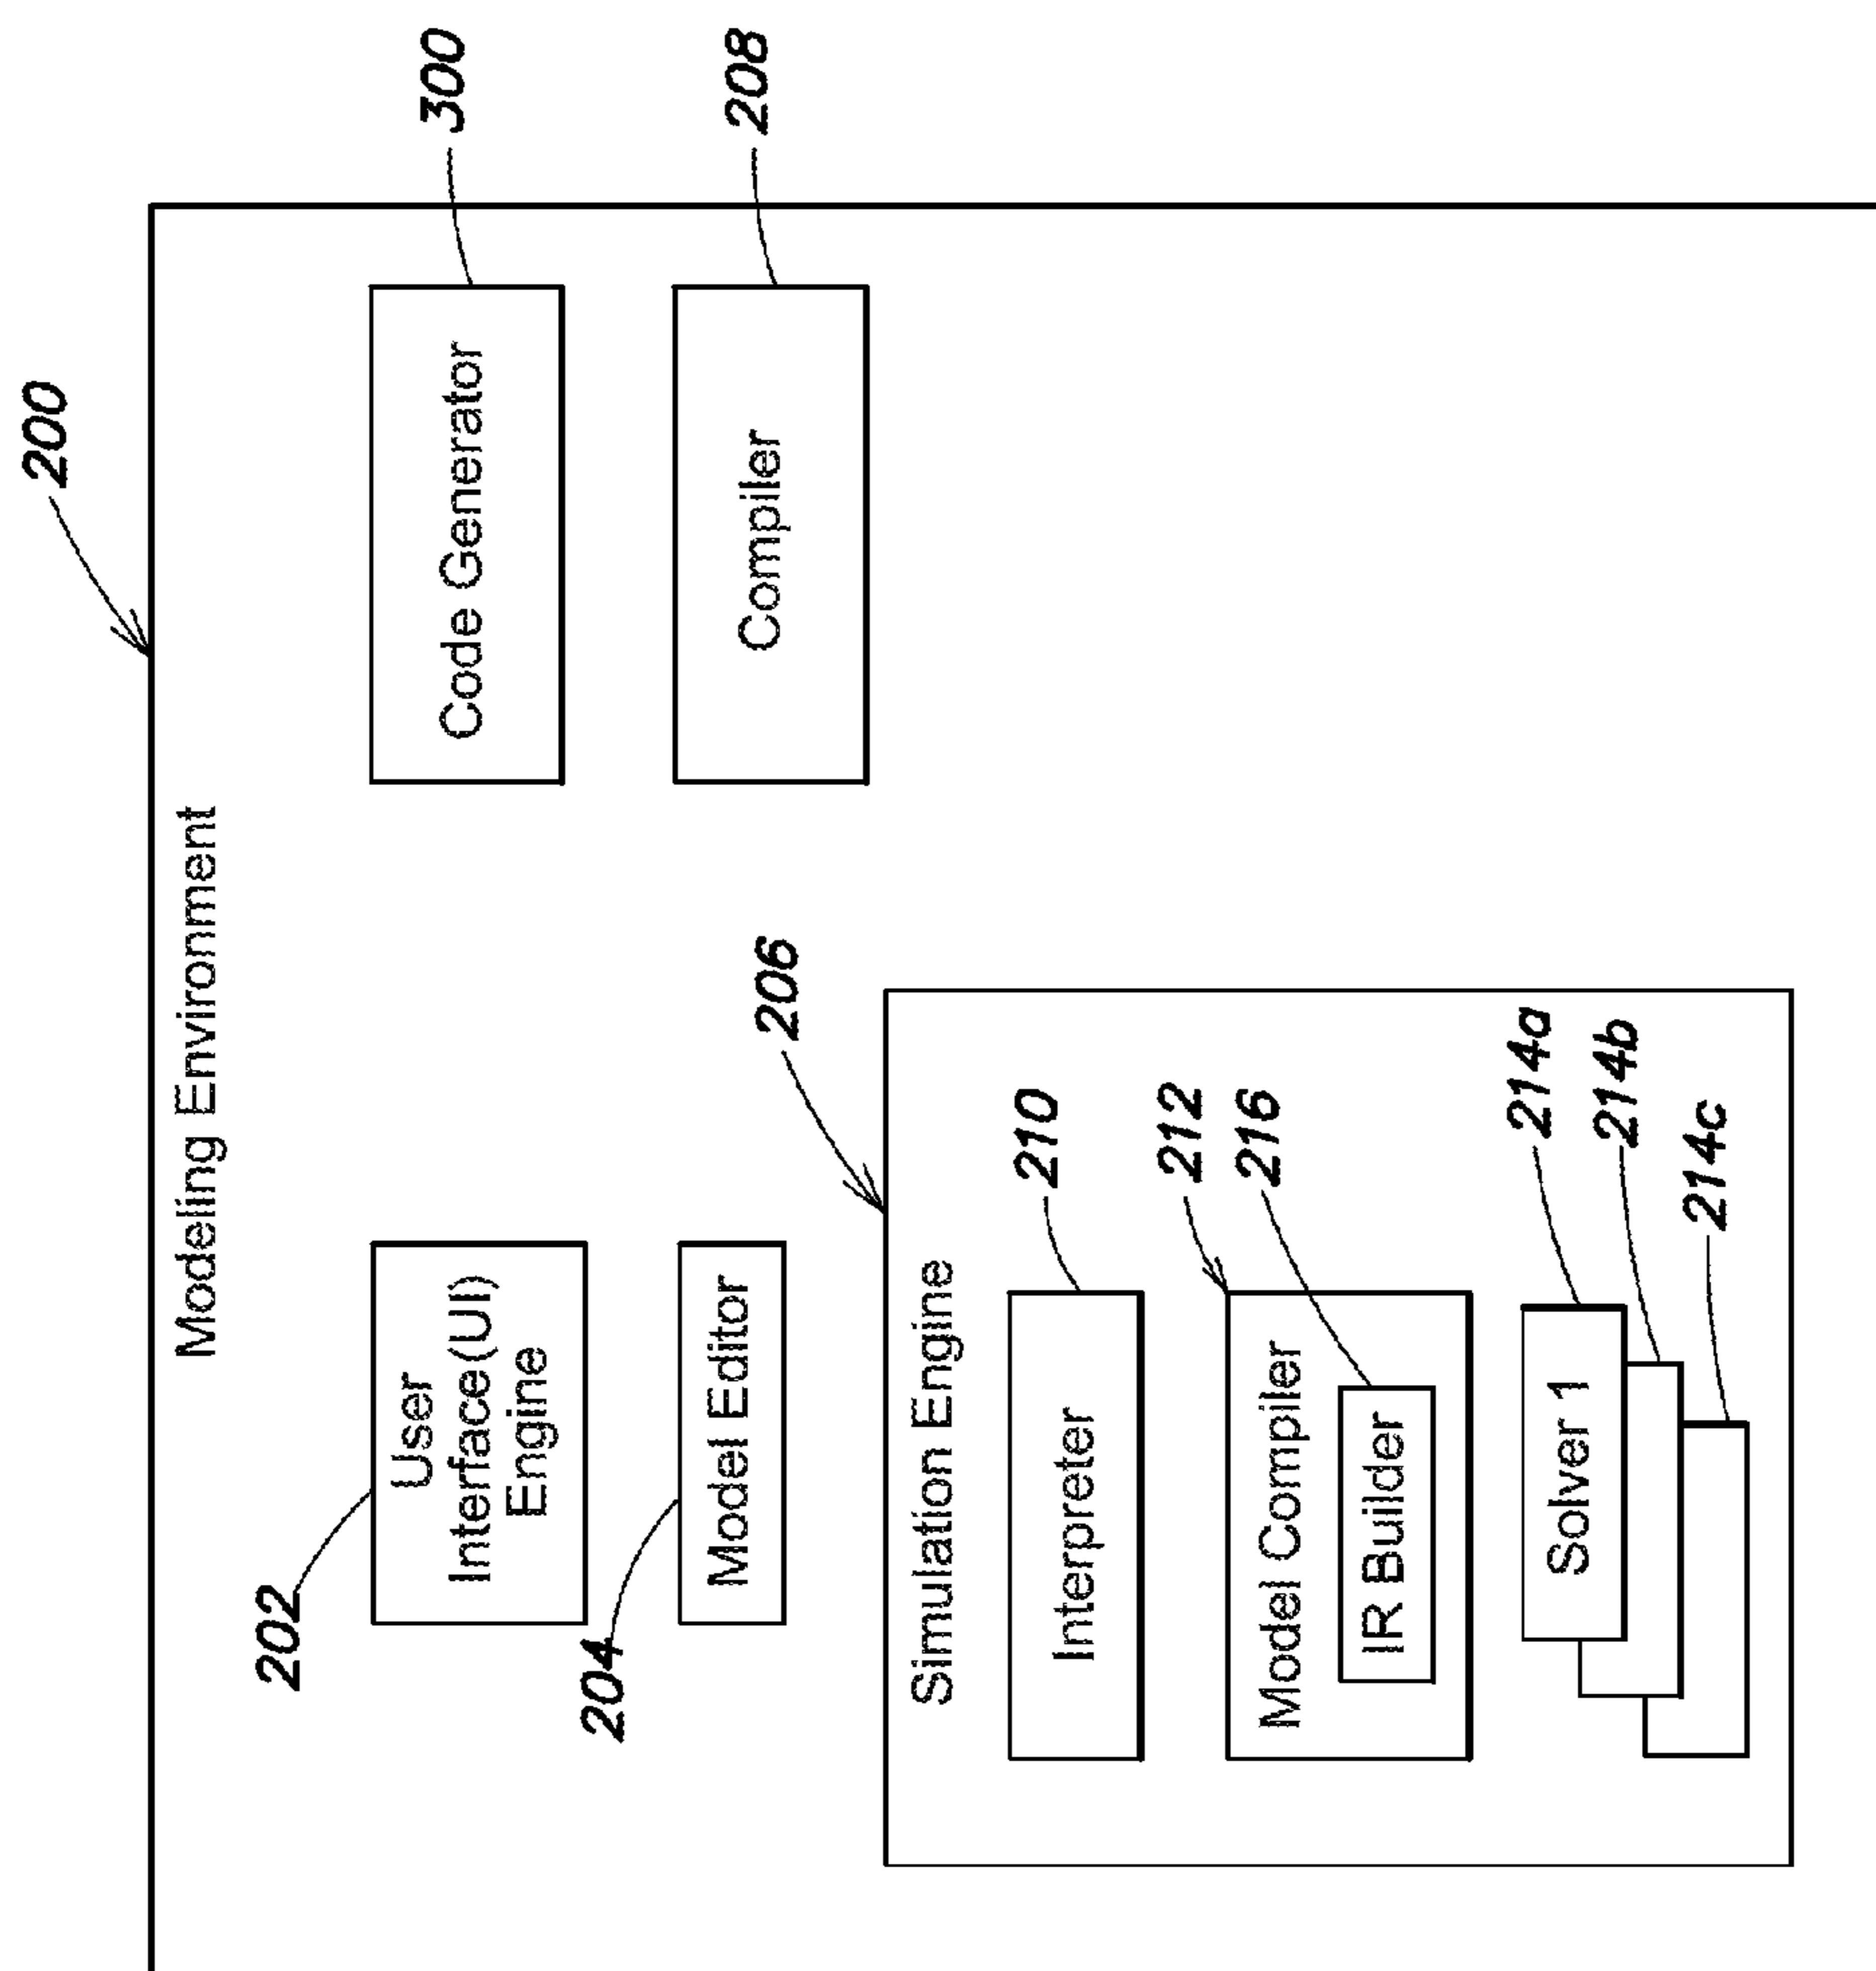 200
Modeling Environment
202
User
Interface(UI)
Engine
Code Generator
300
204
Model Editor
Compiler
208
206
Simulation Engine
Interpreter
210
Model Compiler
212
IR Builder
216
Solver 1
214a
214b
214c